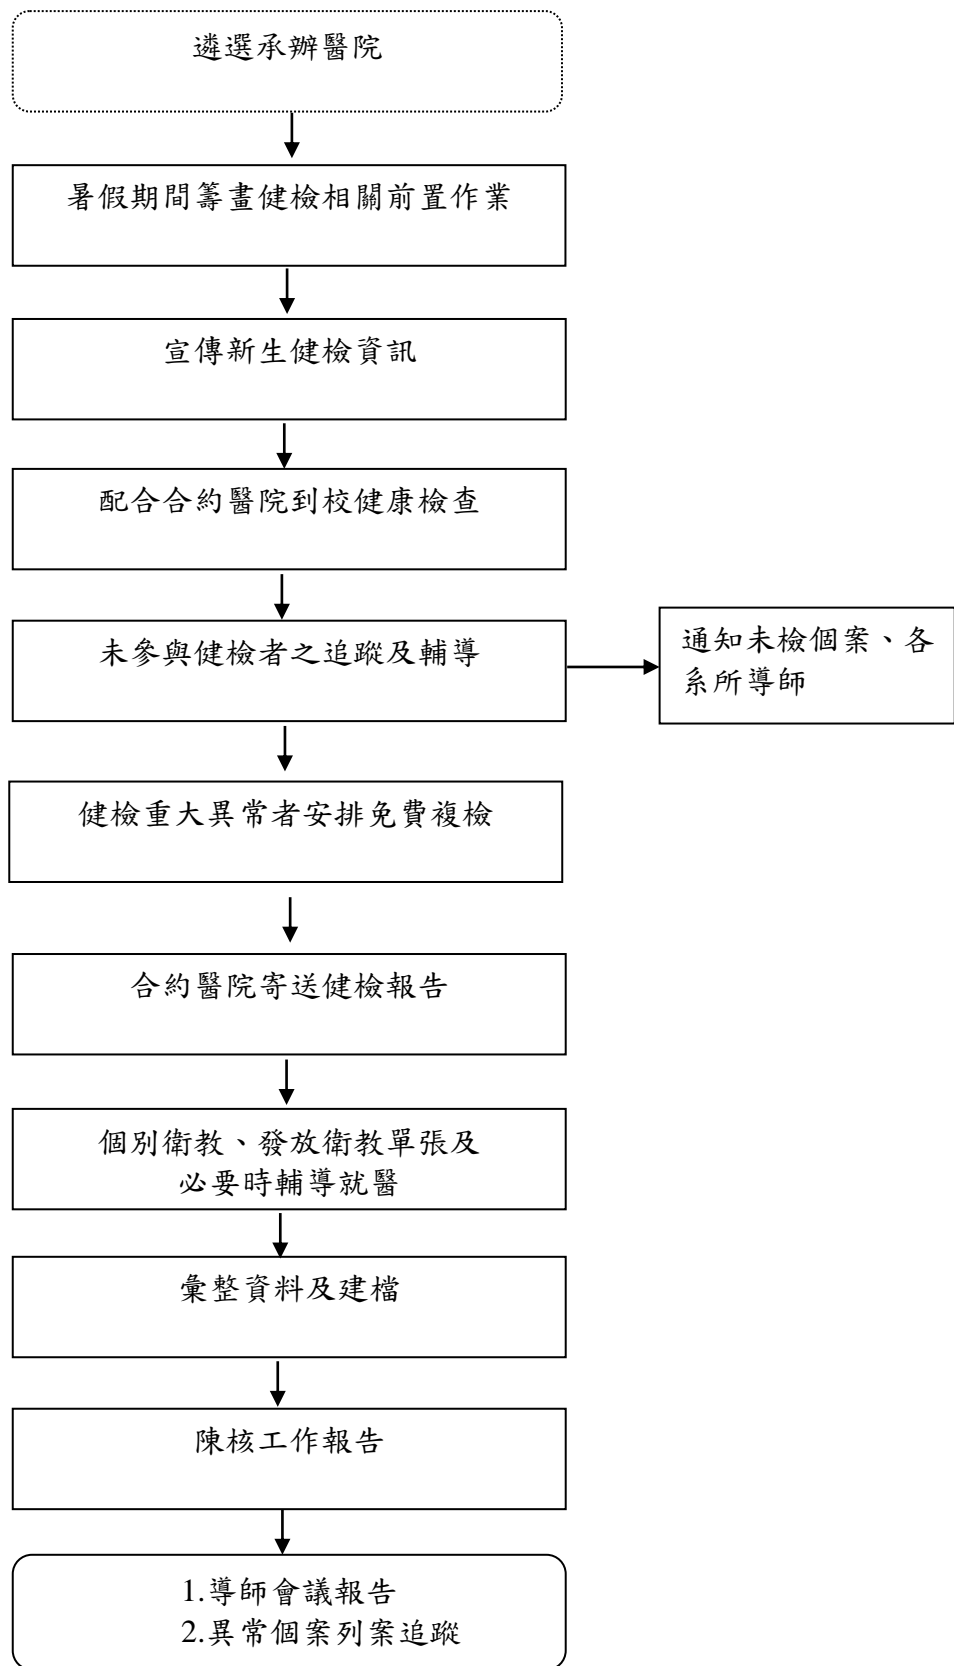 遴選承辦醫院
暑假期間籌畫健檢相關前置作業
宣傳新生健檢資訊
配合合約醫院到校健康檢查
未參與健檢者之追蹤及輔導
通知未檢個案、各
系所導師
健檢重大異常者安排免費複檢
合約醫院寄送健檢報告
個別衛教、發放衛教單張及
必要時輔導就醫
彙整資料及建檔
陳核工作報告
1.導師會議報告
2.異常個案列案追蹤